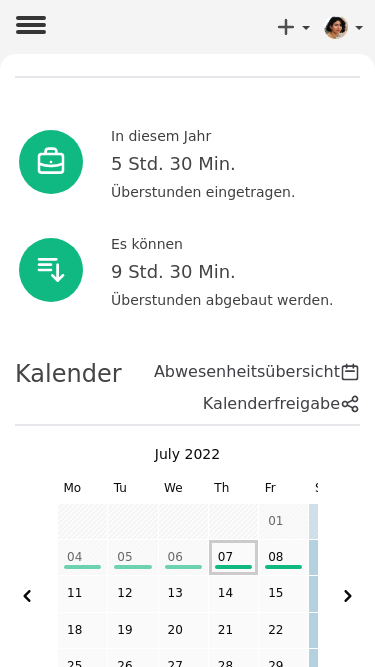 In diesem Jahr
5 Std. 30 Min.
Überstunden eingetragen.
Es können
9 Std. 30 Min.
Überstunden abgebaut werden.
Kalender
Abwesenheitsübersicht
Kalenderfreigabe
July 2022
Mo Tu We Th Fr
01
04 05 06 07 08
11 12 13 14 15
18 19 20 21 22
25 26 27 28 29